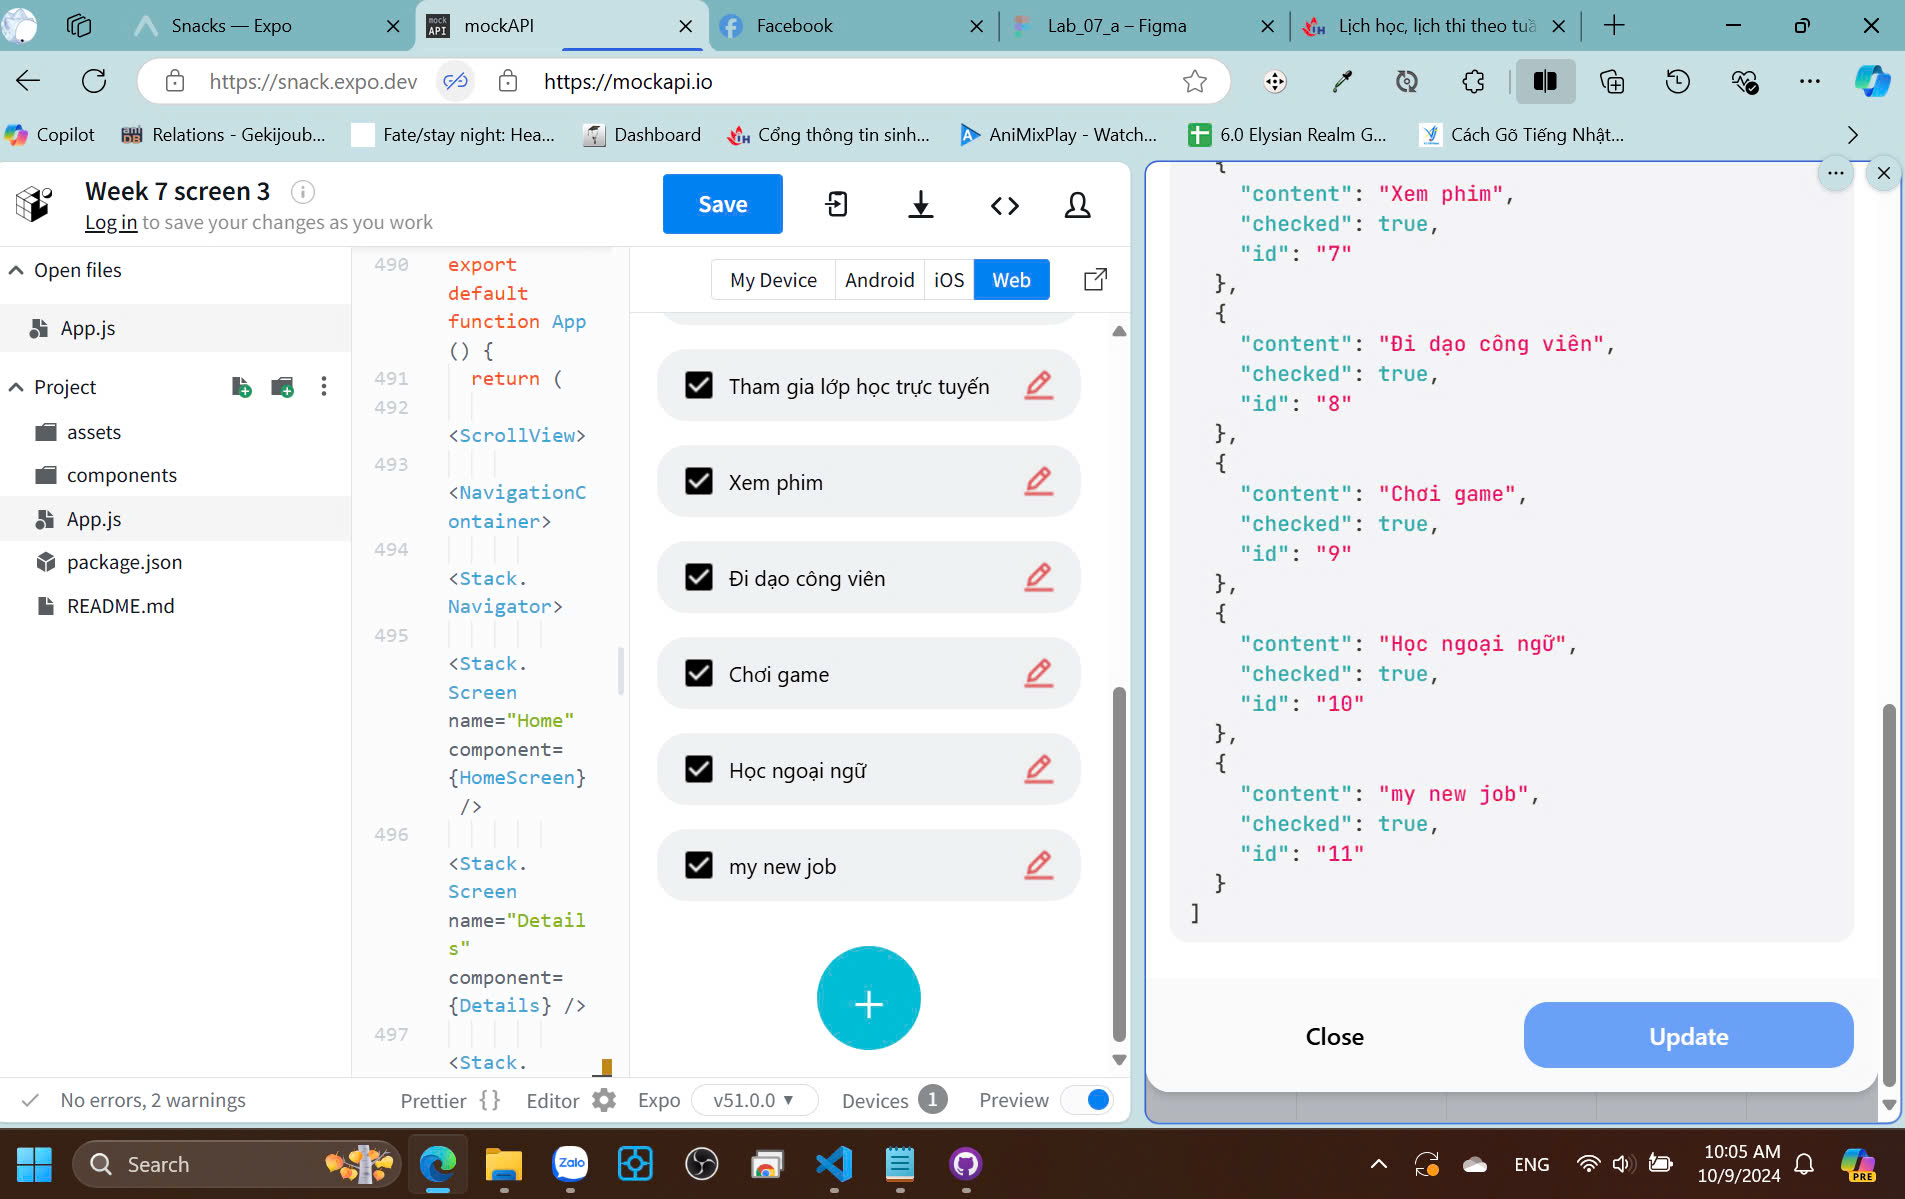 Snacks — Expo
mockAPI
Facebook
Lab_07_a – Figma
Lịch học, lịch thi theo tuầ
https://snack.expo.dev
https://mockapi.io
Copilot
Relations - Gekijoub...
Fate/stay night: Hea...
Dashboard
Cổng thông tin sinh...
AniMixPlay - Watch...
6.0 Elysian Realm G...
Cách Gõ Tiếng Nhật...
Week 7 screen 3
Log in to save your changes as you work
Save
Open files
App.js
Project
assets
components
App.js
package.json
README.md
490 export
default
function App
() {
491 return (
492
<ScrollView>
493
<NavigationC
ontainer>
494
<Stack.
Navigator>
495
<Stack.
Screen
name="Home"
component=
{HomeScreen}
/>
496
<Stack.
Screen
name="Detail
s"
component=
{Details} />
497
<Stack.
My Device
Android
iOS
Web
Tham gia lớp học trực tuyến
Xem phim
Đi dạo công viên
Chơi game
Học ngoại ngữ
my new job
+
{
"content": "Xem phim",
"checked": true,
"id": "7"
},
{
"content": "Đi dạo công viên",
"checked": true,
"id": "8"
},
{
"content": "Chơi game",
"checked": true,
"id": "9"
},
{
"content": "Học ngoại ngữ",
"checked": true,
"id": "10"
},
{
"content": "my new job",
"checked": true,
"id": "11"
}
]
Close
Update
No errors, 2 warnings
Prettier { }
Editor
Expo
v51.0.0
Devices 1
Preview
Search
Zalo
ENG
10:05 AM
10/9/2024
PRE